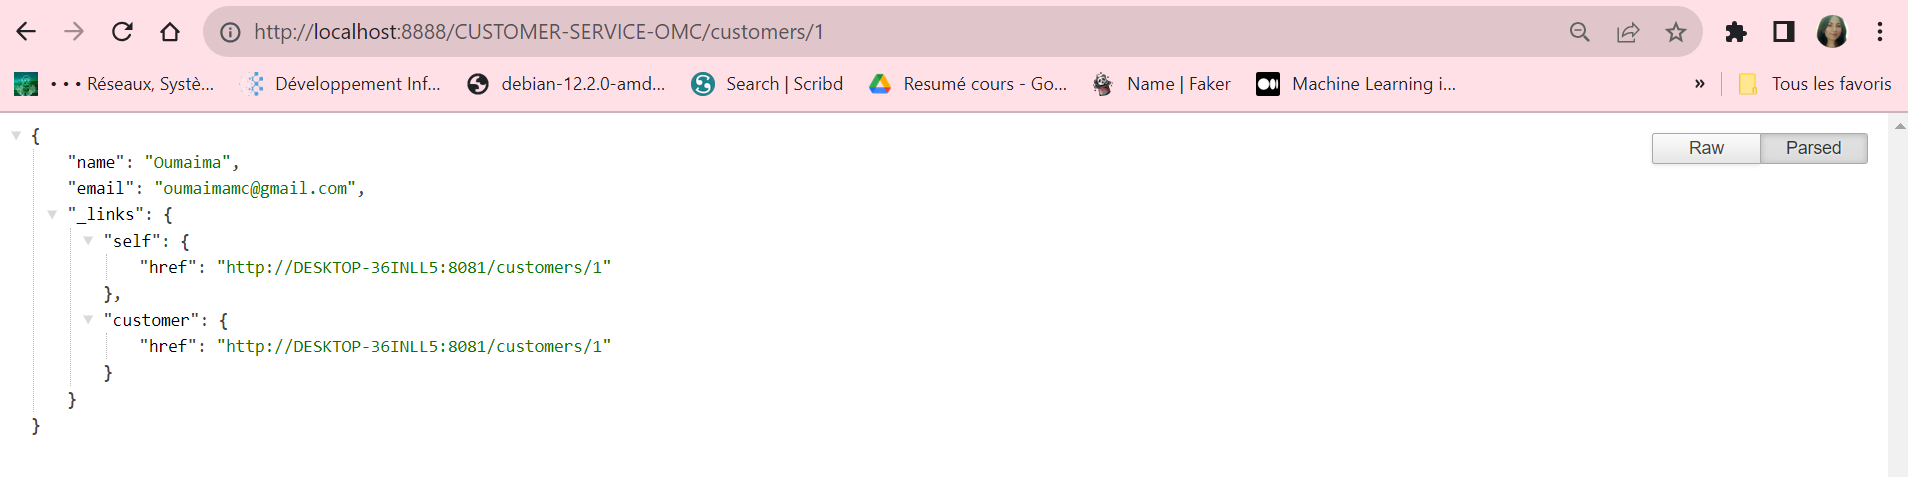 http://localhost:8888/CUSTOMER-SERVICE-OMC/customers/1
• • • Réseaux, Systè... Développement Inf... debian-12.2.0-amd... Search | Scribd Resumé cours - Go... Name | Faker Machine Learning i... » Tous les favoris
{
"name": "Oumaima",
"email": "oumaimamc@gmail.com",
"_links": {
"self": {
"href": "http://DESKTOP-36INLL5:8081/customers/1"
},
"customer": {
"href": "http://DESKTOP-36INLL5:8081/customers/1"
}
}
}
Raw Parsed